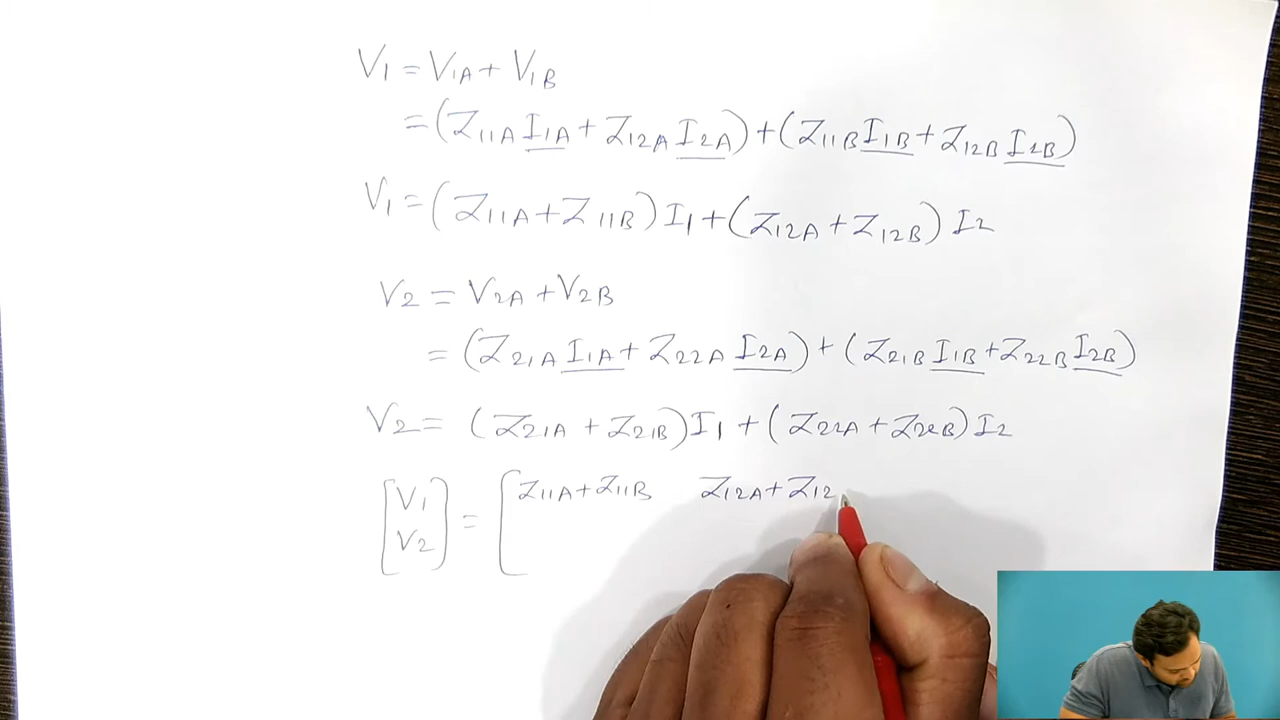 V1 = V1A + V1B
= (Z11A I1A + Z12A I2A) + (Z11B I1B + Z12B I2B)
V1 = (Z11A + Z11B) I1 + (Z12A + Z12B) I2
V2 = V2A + V2B
= (Z21A I1A + Z22A I2A) + (Z21B I1B + Z22B I2B)
V2 = (Z21A + Z21B) I1 + (Z22A + Z22B) I2
[V1 V2] = [Z11A + Z11B Z12A + Z12